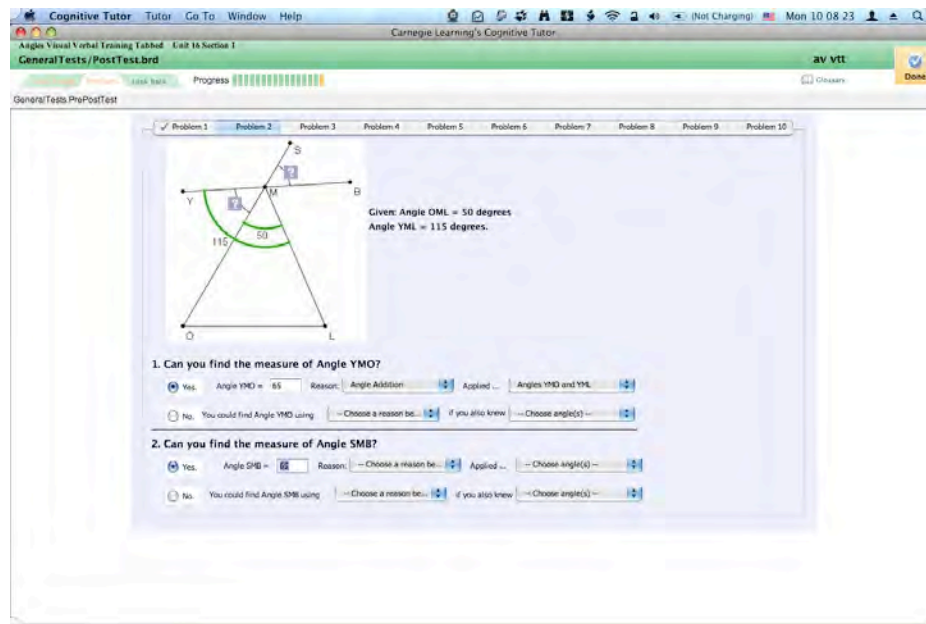 Cognitive Tutor Tutor Go To Window Help (Not Charging) Mon 10 08 23
Carnegie Learning's Cognitive Tutor
Angles Visual Verbal Training Tabbed Unit 16 Section 1
GeneralTests/PostTest.brd av vtt
Done
Progress Glossary
GeneralTests PrePostTest
Problem 1 Problem 2 Problem 3 Problem 4 Problem 5 Problem 6 Problem 7 Problem 8 Problem 9 Problem 10
S
?
M
B
Y
?
Given: Angle OML = 50 degrees
Angle YML = 115 degrees.
50
115
O
L
1. Can you find the measure of Angle YMO?
Yes. Angle YMO = 65 Reason: Angle Addition Applied ... Angles YMO and YML
No. You could find Angle YMO using -- Choose a reason be... if you also knew -- Choose angle(s) --
2. Can you find the measure of Angle SMB?
Yes. Angle SMB = Reason: -- Choose a reason be... Applied ... -- Choose angle(s) --
No. You could find Angle SMB using -- Choose a reason be... if you also knew -- Choose angle(s) --